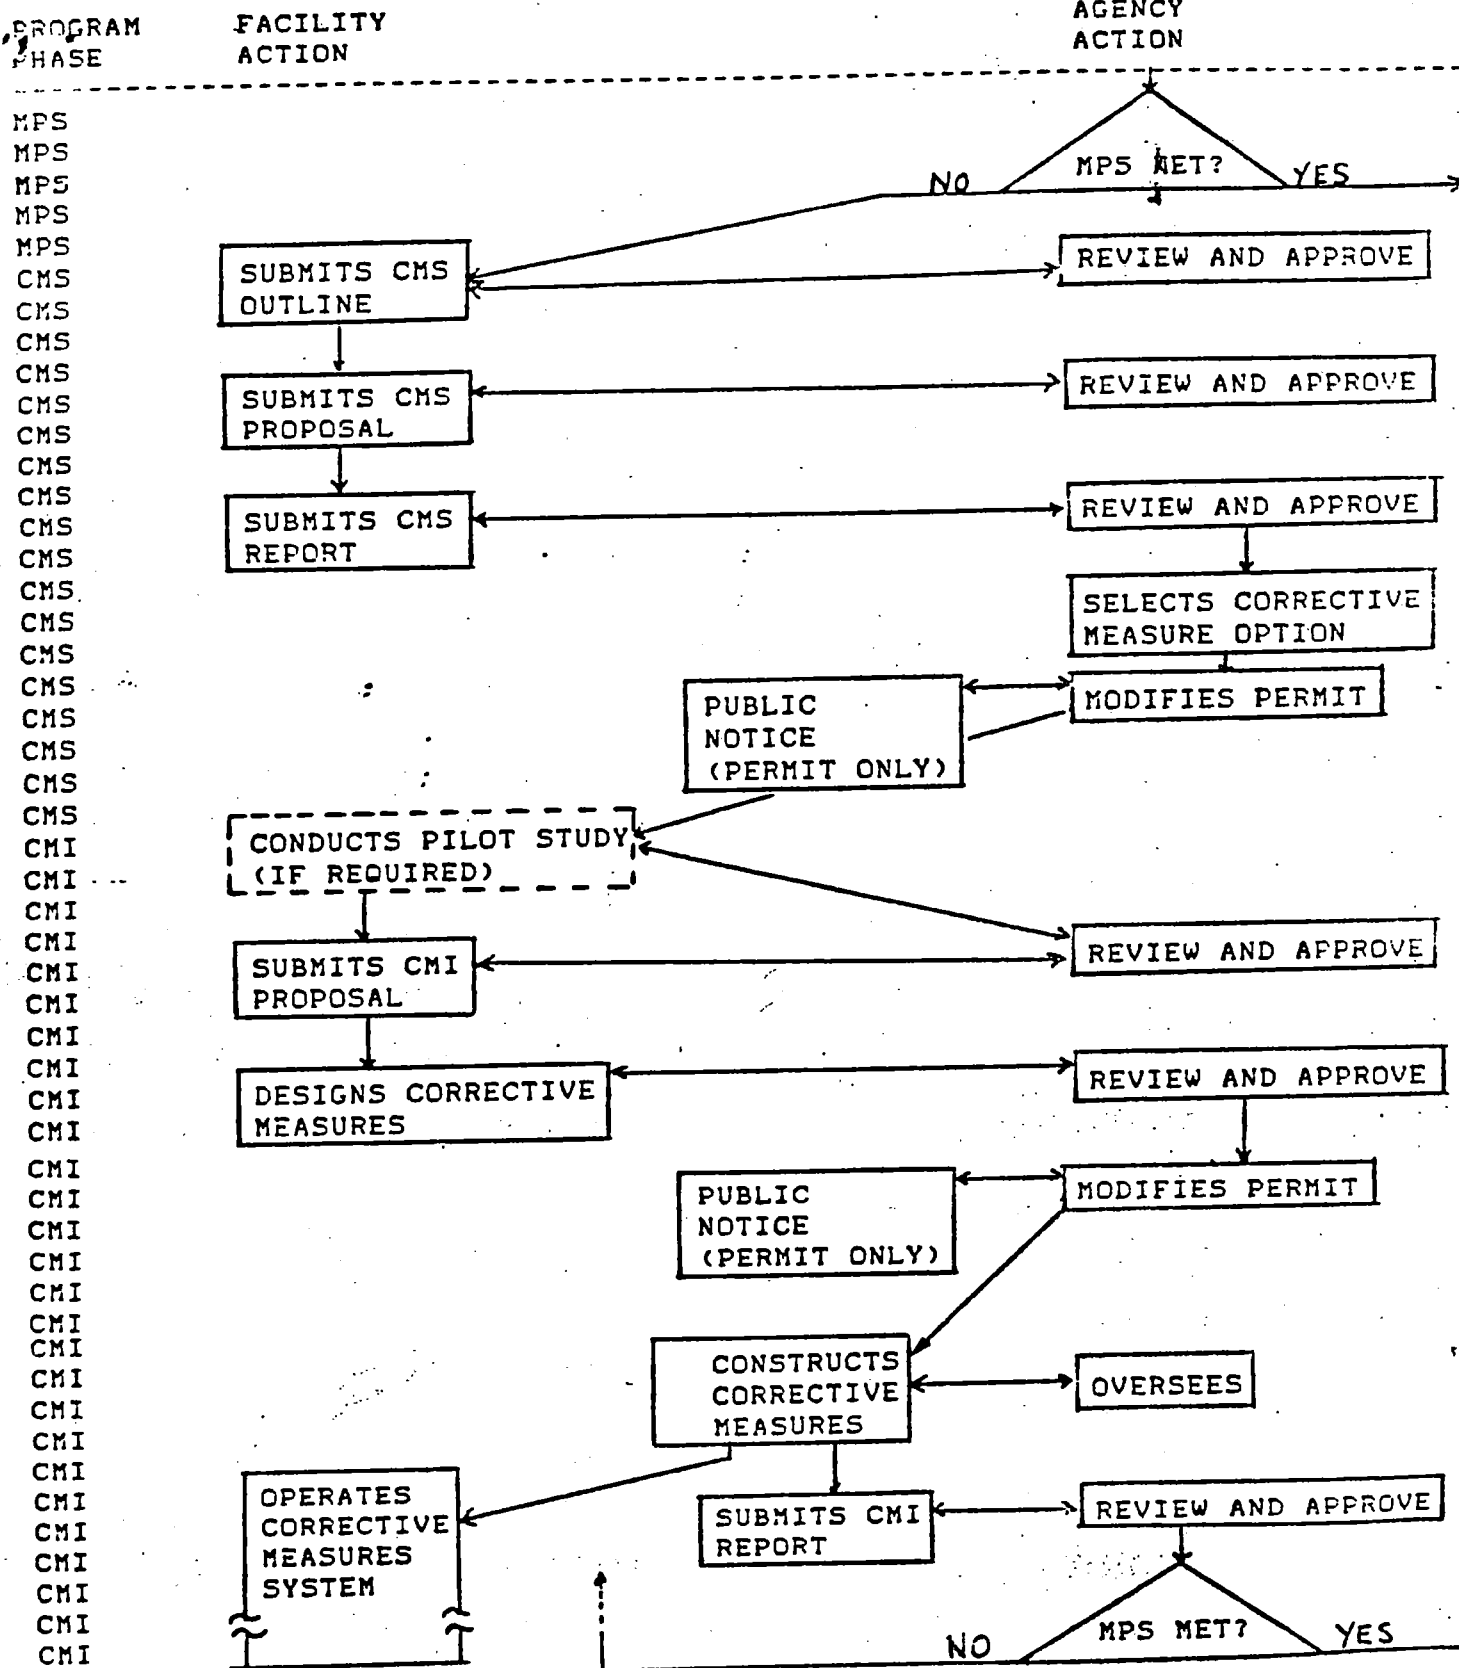 PROGRAM FACILITY AGENCY
PHASE ACTION ACTION
MPS
MPS
MPS NO MPS MET? YES
MPS
MPS
CMS SUBMITS CMS REVIEW AND APPROVE
CMS OUTLINE
CMS
CMS
CMS SUBMITS CMS REVIEW AND APPROVE
CMS PROPOSAL
CMS
CMS
CMS SUBMITS CMS REVIEW AND APPROVE
CMS REPORT
CMS
CMS SELECTS CORRECTIVE
CMS MEASURE OPTION
CMS PUBLIC MODIFIES PERMIT
CMS NOTICE
CMS (PERMIT ONLY)
CMS
CMS
CMI CONDUCTS PILOT STUDY
CMI (IF REQUIRED)
CMI
CMI
CMI SUBMITS CMI REVIEW AND APPROVE
CMI PROPOSAL
CMI
CMI
CMI DESIGNS CORRECTIVE REVIEW AND APPROVE
CMI MEASURES
CMI
CMI PUBLIC MODIFIES PERMIT
CMI NOTICE
CMI (PERMIT ONLY)
CMI
CMI
CMI CONSTRUCTS
CMI CORRECTIVE OVERSEES
CMI MEASURES
CMI
CMI
CMI OPERATES SUBMITS CMI REVIEW AND APPROVE
CMI CORRECTIVE REPORT
CMI MEASURES
CMI SYSTEM
CMI
CMI NO MPS MET? YES